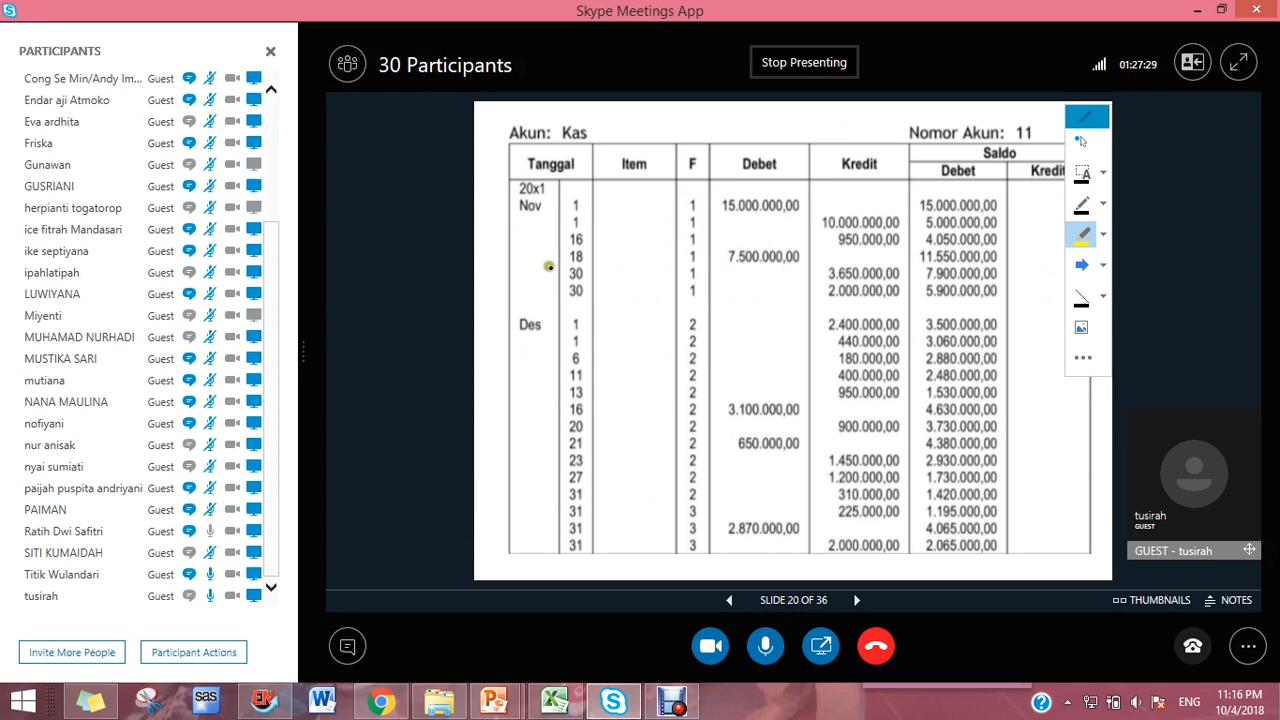 Skype Meetings App
PARTICIPANTS
Cong Se Min/Andy Im... Guest
Endar aji Atmoko Guest
Eva ardhita Guest
Friska Guest
Gunawan Guest
GUSRIANI Guest
herpianti togatorop Guest
ice fitrah Mandasari Guest
ike septiyana Guest
ipahlatipah Guest
LUWIYANA Guest
Miyenti Guest
MUHAMAD NURHADI Guest
MUSTIKA SARI Guest
mutiana Guest
NANA MAULINA Guest
nofiyani Guest
nur anisak Guest
nyai sumiati Guest
paijah puspita andriyani Guest
PAIMAN Guest
Ratih Dwi Safitri Guest
SITI KUMAIDAH Guest
Titik Wulandari Guest
tusirah Guest
Invite More People Participant Actions
30 Participants
Stop Presenting
01:27:29
Akun: Kas Nomor Akun: 11
Tanggal Item F Debet Kredit Saldo
Debet Kredit
20x1
Nov 1 1 15.000.000,00 15.000.000,00
1 1 10.000.000,00 5.000.000,00
16 1 950.000,00 4.050.000,00
18 1 7.500.000,00 11.550.000,00
30 1 3.650.000,00 7.900.000,00
30 1 2.000.000,00 5.900.000,00
Des 1 2 2.400.000,00 3.500.000,00
1 2 440.000,00 3.060.000,00
6 2 180.000,00 2.880.000,00
11 2 400.000,00 2.480.000,00
13 2 950.000,00 1.530.000,00
16 2 3.100.000,00 4.630.000,00
20 2 900.000,00 3.730.000,00
21 2 650.000,00 4.380.000,00
23 2 1.450.000,00 2.930.000,00
27 2 1.200.000,00 1.730.000,00
31 2 310.000,00 1.420.000,00
31 3 225.000,00 1.195.000,00
31 3 2.870.000,00 4.065.000,00
31 3 2.000.000,00 2.065.000,00
tusirah
GUEST
GUEST - tusirah
SLIDE 20 OF 36
THUMBNAILS NOTES
sas
EN
ENG
11:16 PM
10/4/2018